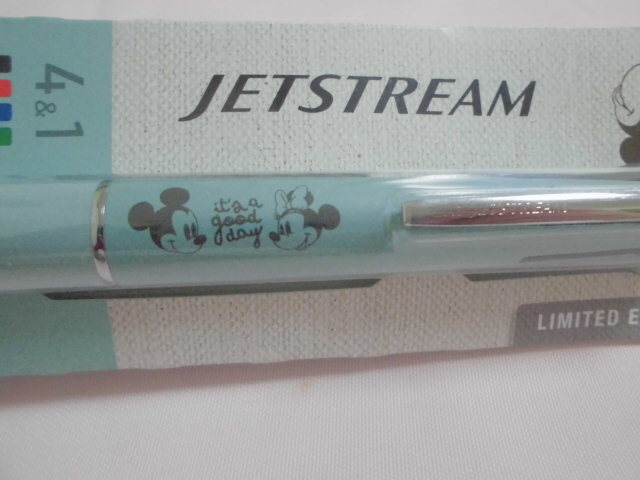 4&1
JETSTREAM
it's a
good
day
LIMITED E